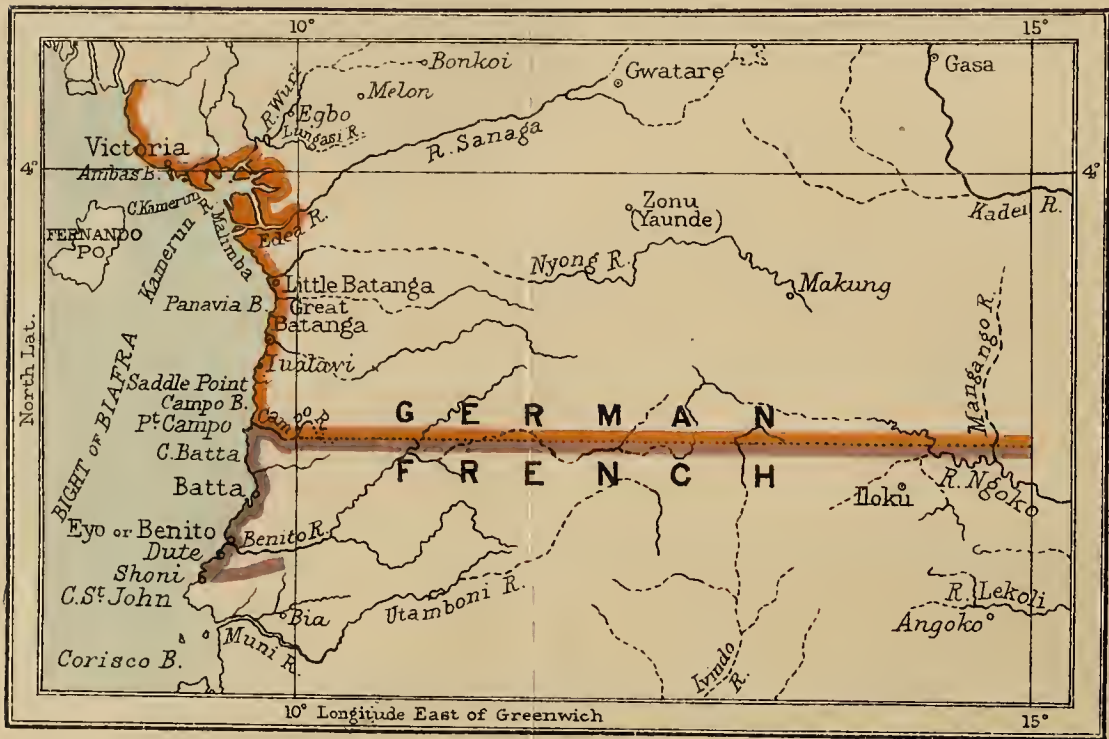 10°
15°
Bonkoi
Melon
R. Wuri
Egbo
Lungasi R.
Gwatare
Gasa
R. Sanaga
Victoria
4°
4°
Ambas B.
C. Kamerun
Kamerun R.
Malimba
Edea R.
FERNANDO
PO
Zonu
(Yaunde)
Kadei R.
Nyong R.
Makung
Little Batanga
Panavia B.
Great
Batanga
Mangango R.
North Lat.
BIGHT OF BIAFRA
Saddle Point
Campo B.
Pt. Campo
Campo R.
GERMAN
C. Batta
FRENCH
Batta
Iloku
R. Ngoko
Eyo or Benito
Benito R.
Dute
Shoni
C. St. John
Utamboni R.
R. Lekoli
Bia
Angoko
Muni R.
Corisco B.
Ivindo
R.
10° Longitude East of Greenwich
15°